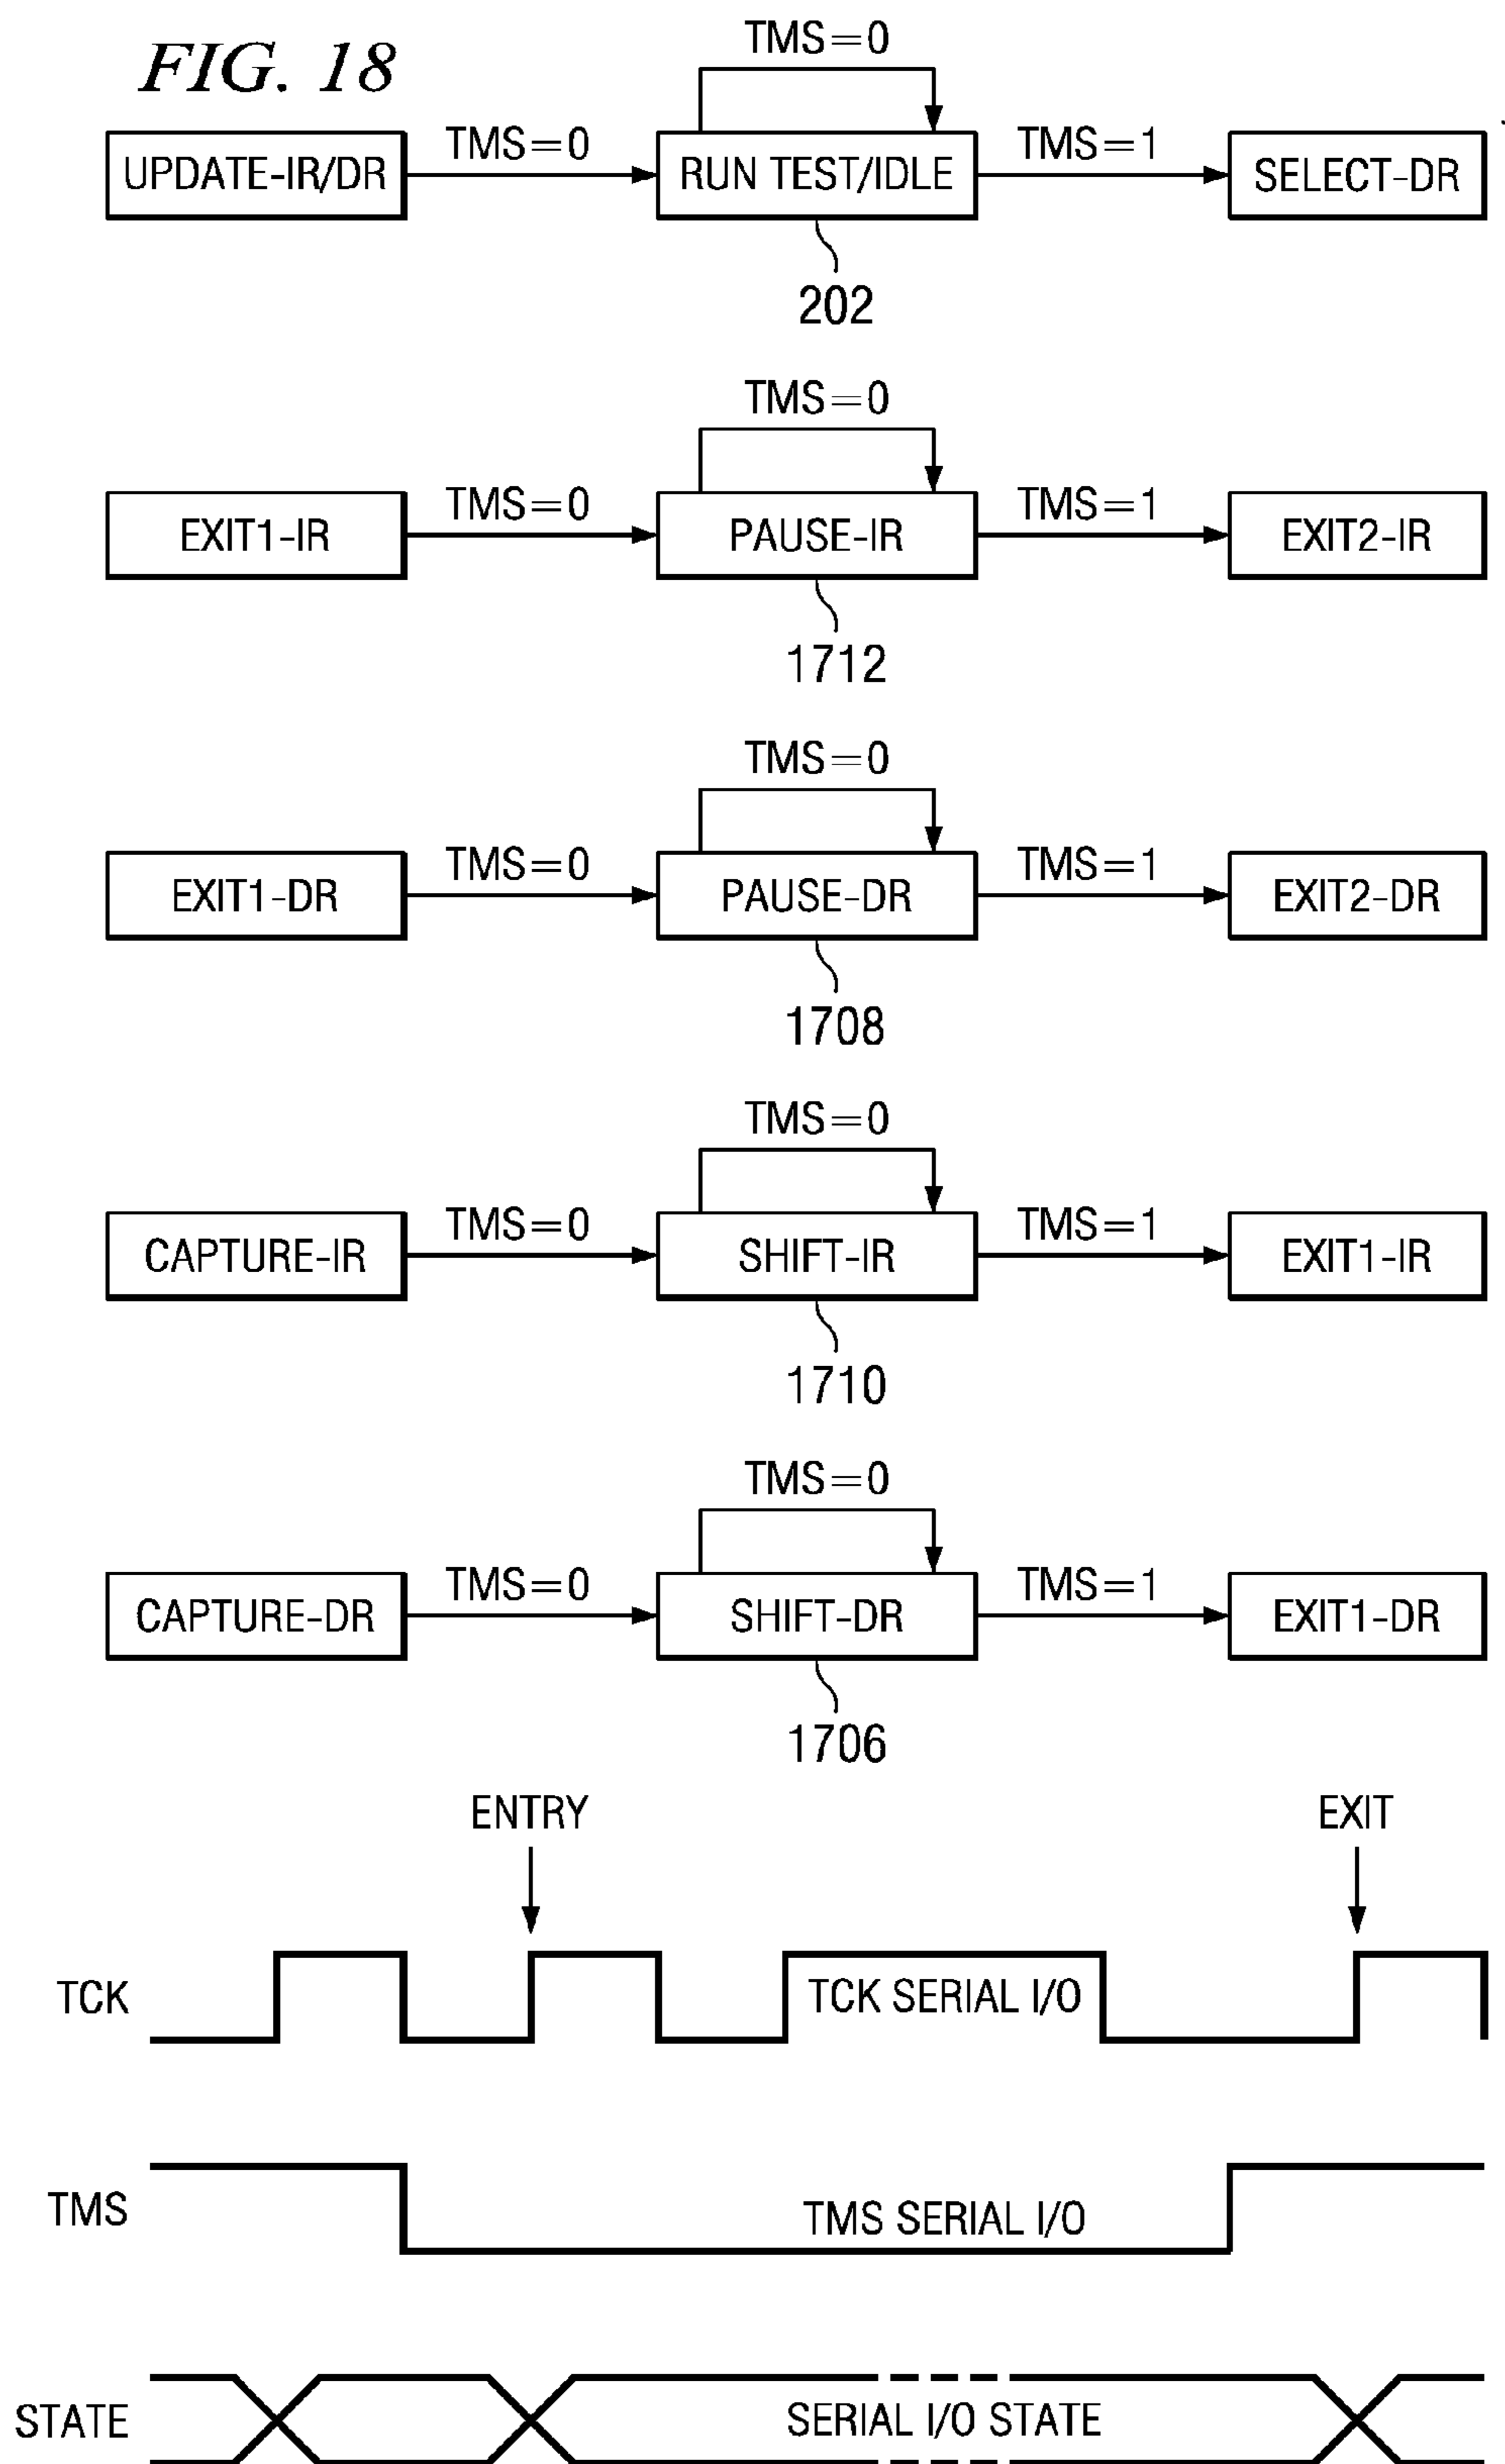 FIG. 18
TMS=0
UPDATE-IR/DR TMS=0 RUN TEST/IDLE TMS=1 SELECT-DR
202
TMS=0
EXIT1-IR TMS=0 PAUSE-IR TMS=1 EXIT2-IR
1712
TMS=0
EXIT1-DR TMS=0 PAUSE-DR TMS=1 EXIT2-DR
1708
TMS=0
CAPTURE-IR TMS=0 SHIFT-IR TMS=1 EXIT1-IR
1710
TMS=0
CAPTURE-DR TMS=0 SHIFT-DR TMS=1 EXIT1-DR
1706
ENTRY EXIT
TCK TCK SERIAL I/O
TMS TMS SERIAL I/O
STATE SERIAL I/O STATE